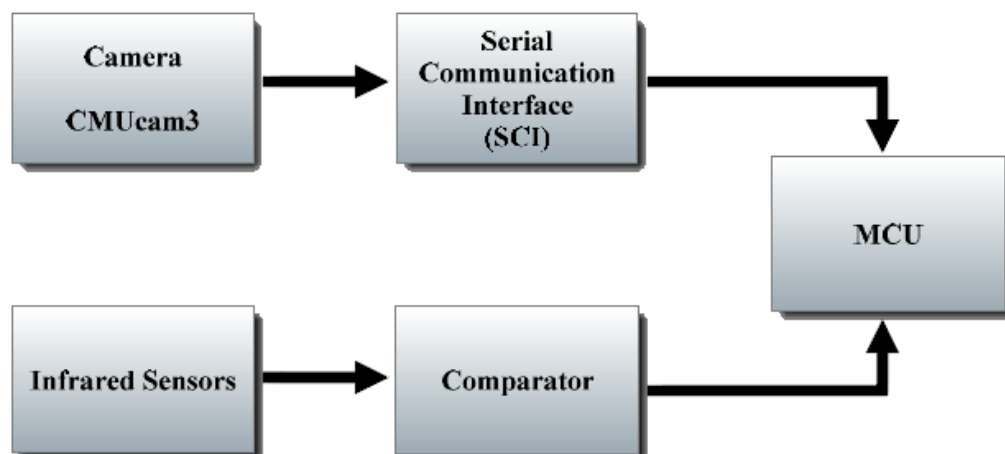 Camera
CMUcam3
Serial
Communication
Interface
(SCI)
MCU
Infrared Sensors
Comparator